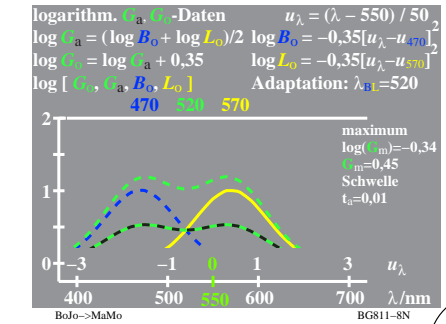 logarithm. Ga, Go-Daten uλ = (λ – 550) / 50
log Ga = (log Bo + log Lo)/2 log Bo = –0,35[uλ–u470]²
log Go = log Ga + 0,35 log Lo = –0,35[uλ–u570]²
log [ Go, Ga, Bo, Lo ] Adaptation: λBL=520
470 520 570
2
maximum
log(Gm)=–0,34
Gm=0,45
Schwelle
ta=0,01
1
0 –3 –1 0 1 3 uλ
400 500 550 600 700 λ/nm
BoJo–>MaMo BG811–8N